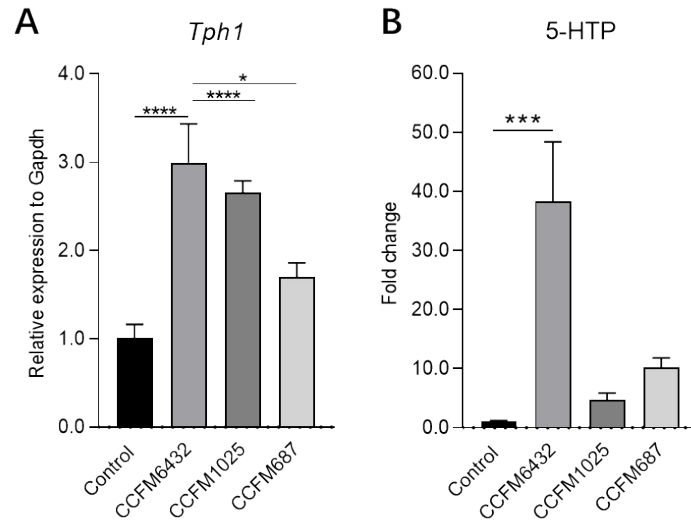 A
Tph1
Relative expression to Gapdh
4.0
3.0
2.0
1.0
0.0
****
*
****
Control
CCFM6432
CCFM1025
CCFM687
B
5-HTP
Fold change
60.0
50.0
40.0
30.0
20.0
10.0
0.0
***
Control
CCFM6432
CCFM1025
CCFM687